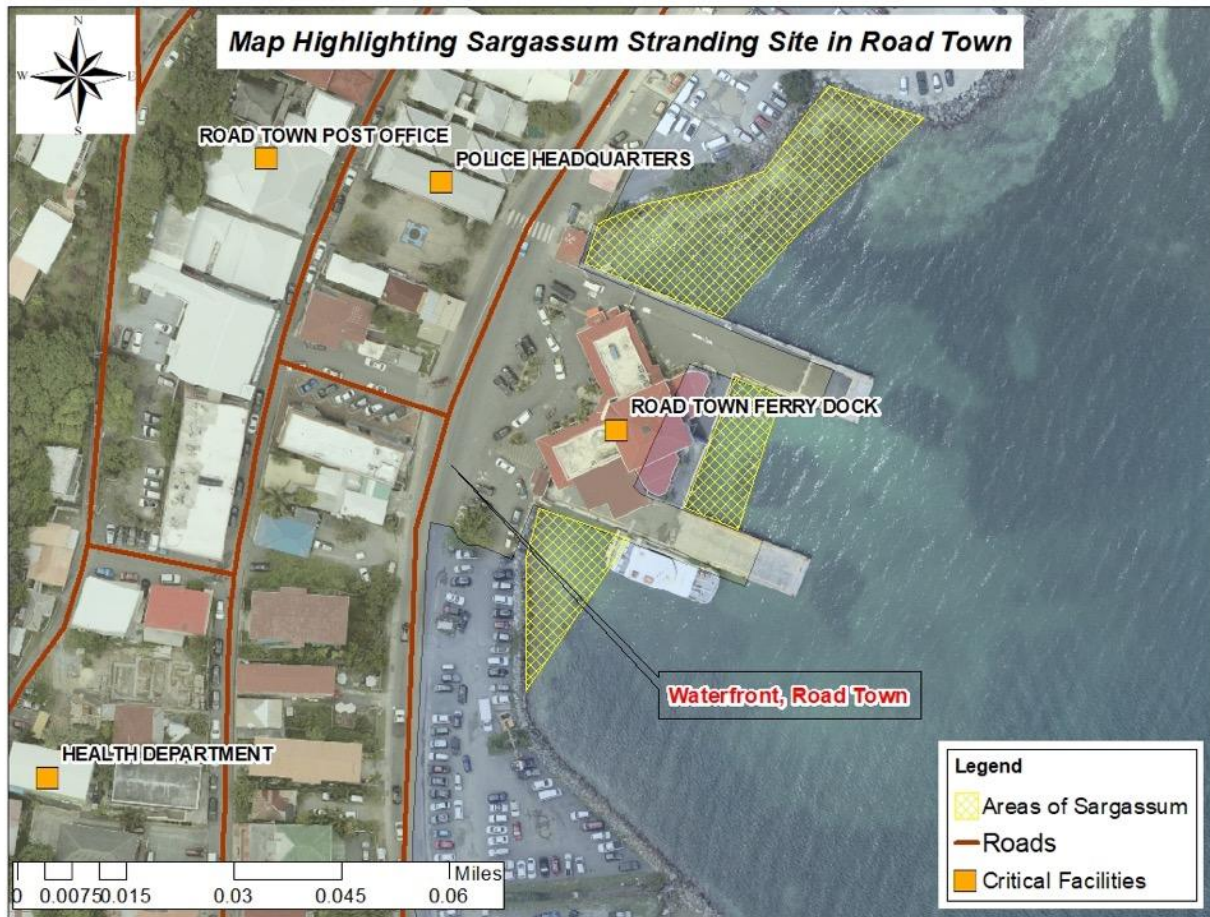 Map Highlighting Sargassum Stranding Site in Road Town
N
W E
S
ROAD TOWN POST OFFICE
POLICE HEADQUARTERS
ROAD TOWN FERRY DOCK
Waterfront, Road Town
HEALTH DEPARTMENT
Legend
Areas of Sargassum
Roads
Critical Facilities
Miles
0 0.0075 0.015 0.03 0.045 0.06